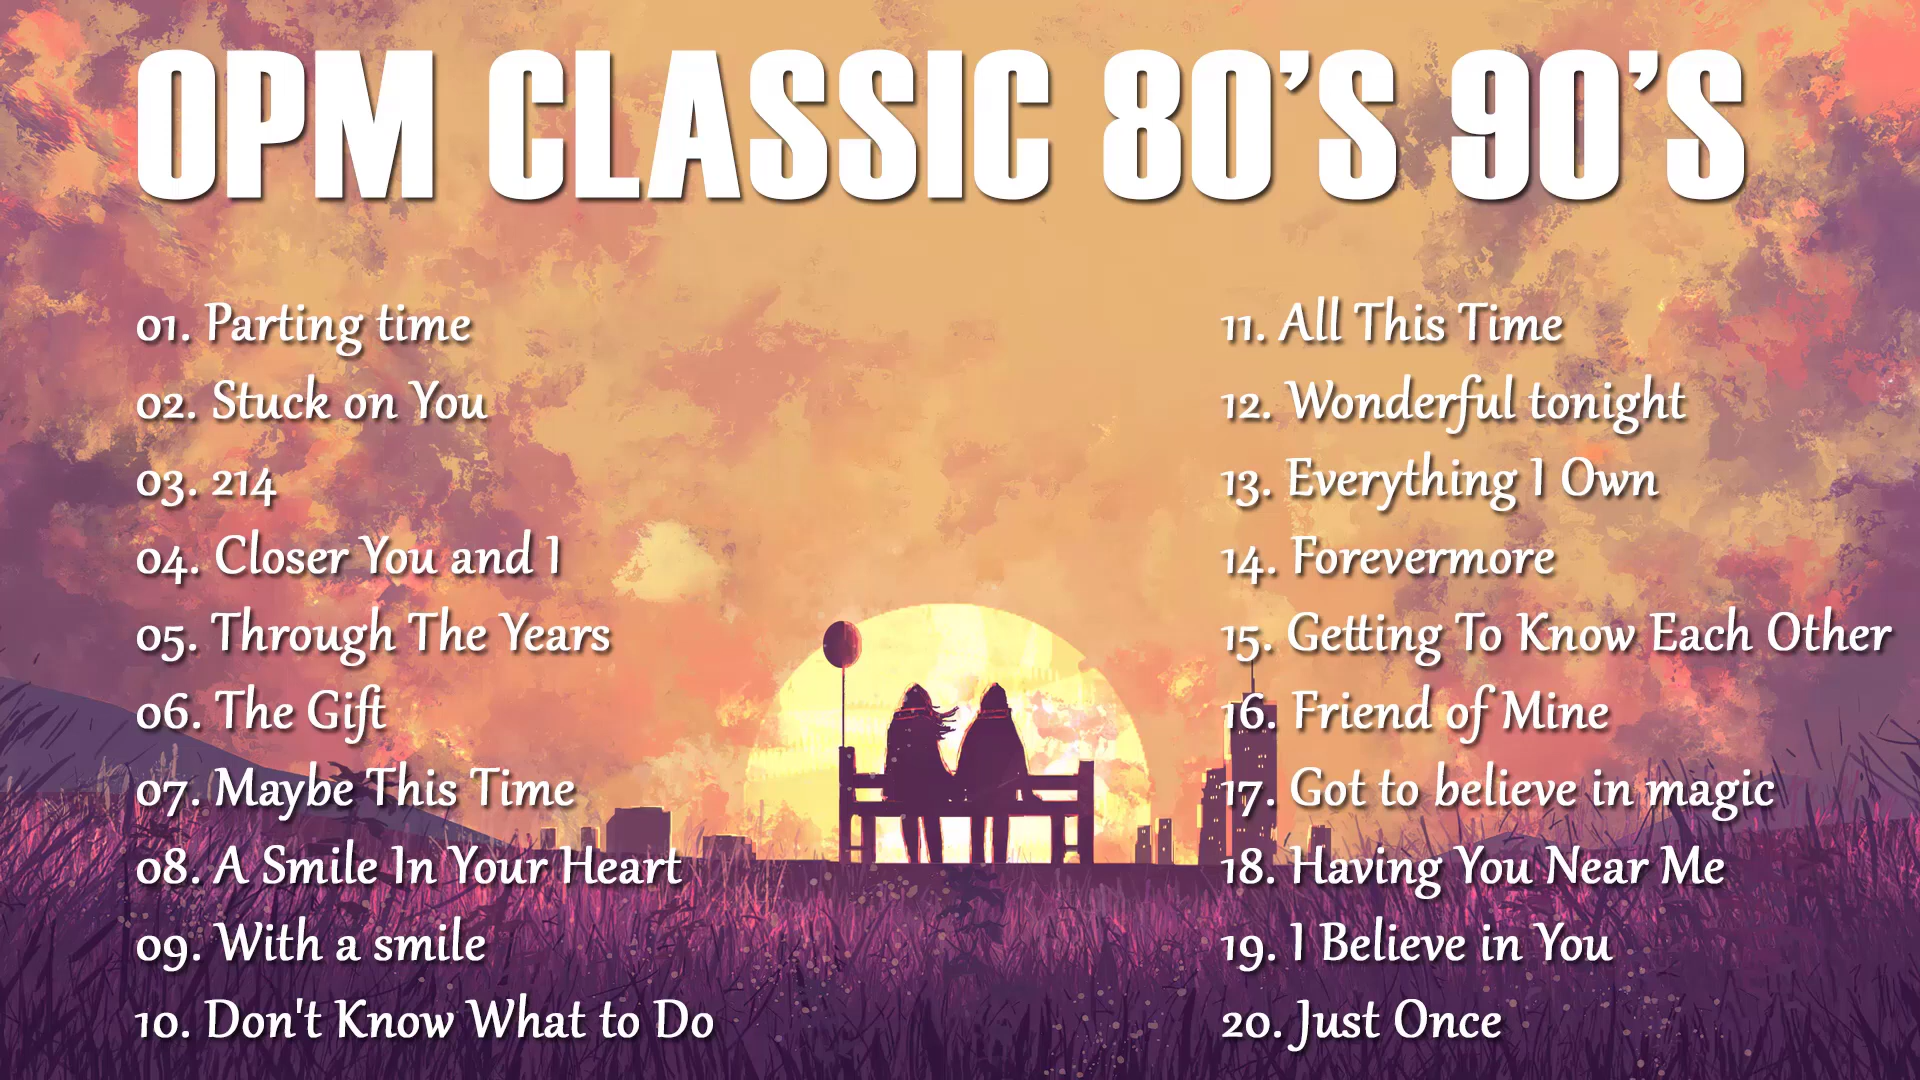 OPM CLASSIC 80'S 90'S
01. Parting time
02. Stuck on You
03. 214
04. Closer You and I
05. Through The Years
06. The Gift
07. Maybe This Time
08. A Smile In Your Heart
09. With a smile
10. Don't Know What to Do
11. All This Time
12. Wonderful tonight
13. Everything I Own
14. Forevermore
15. Getting To Know Each Other
16. Friend of Mine
17. Got to believe in magic
18. Having You Near Me
19. I Believe in You
20. Just Once